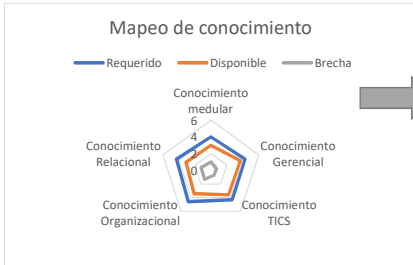 Mapeo de conocimiento
Requerido Disponible Brecha
Conocimiento
medular
6
4
2
0
Conocimiento
Gerencial
Conocimiento
TICS
Conocimiento
Organizacional
Conocimiento
Relacional